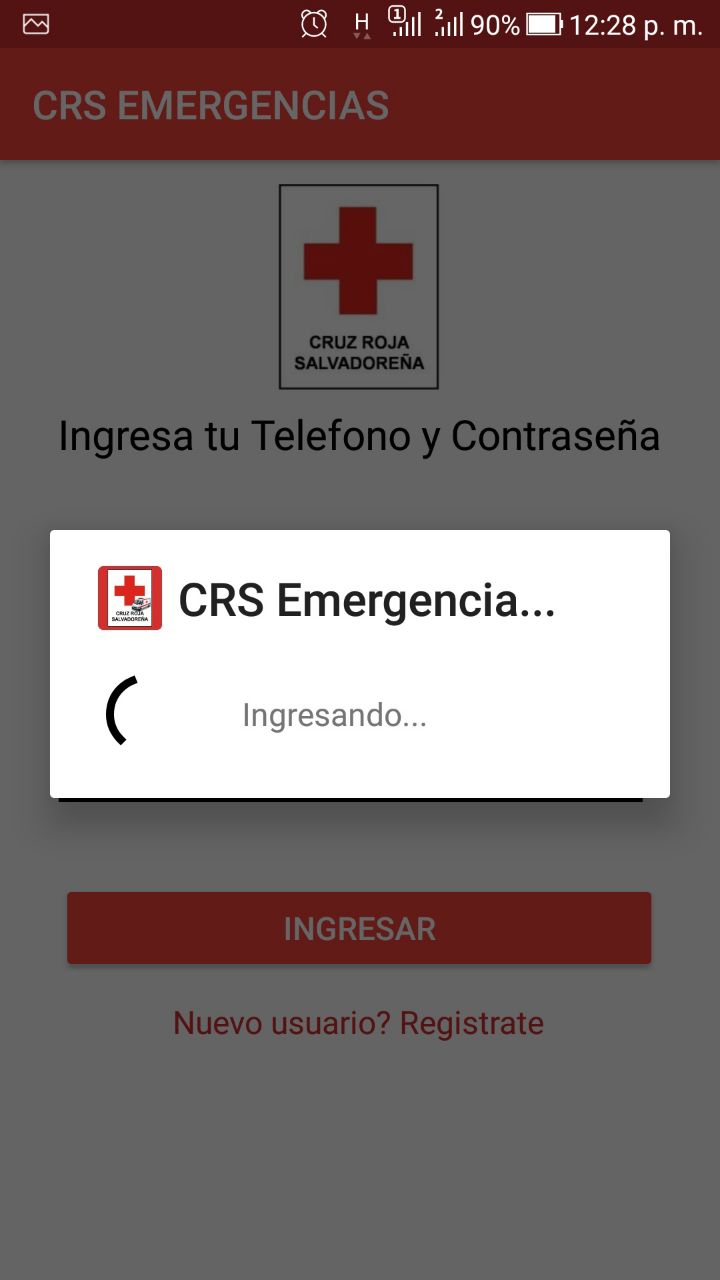 H 1 2 90% 12:28 p. m.
CRS EMERGENCIAS
CRUZ ROJA
SALVADOREÑA
Ingresa tu Telefono y Contraseña
CRUZ ROJA
SALVADOREÑA
CRS Emergencia...
Ingresando...
INGRESAR
Nuevo usuario? Registrate